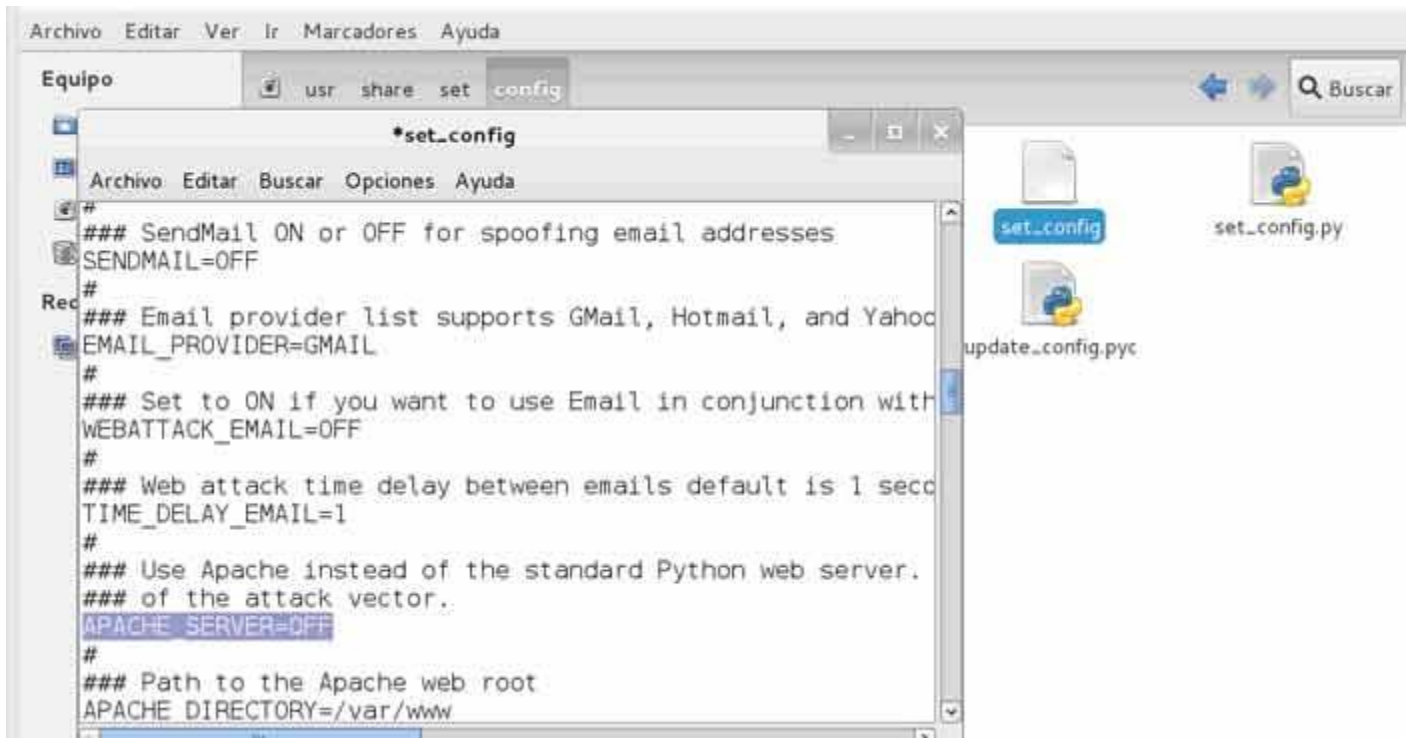 Archivo Editar Ver Ir Marcadores Ayuda
Equipo
usr share set config
Buscar
*set_config
Archivo Editar Buscar Opciones Ayuda
#
### SendMail ON or OFF for spoofing email addresses
SENDMAIL=OFF
#
### Email provider list supports GMail, Hotmail, and Yahoo
EMAIL_PROVIDER=GMAIL
#
### Set to ON if you want to use Email in conjunction with
WEBATTACK_EMAIL=OFF
#
### Web attack time delay between emails default is 1 seco
TIME_DELAY_EMAIL=1
#
### Use Apache instead of the standard Python web server.
### of the attack vector.
APACHE_SERVER=OFF
#
### Path to the Apache web root
APACHE_DIRECTORY=/var/www
Rec
set_config
set_config.py
update_config.pyc